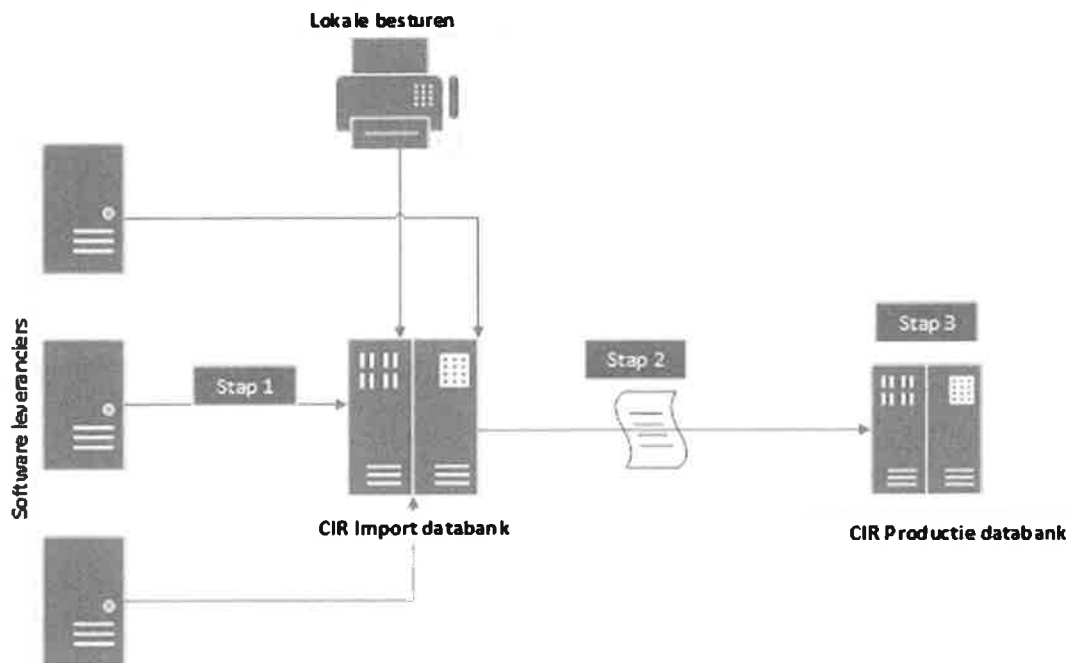 Lokale besturen
Stap 3
Stap 2
Stap 1
Software leveranciers
CIR Import databank
CIR Productie databank